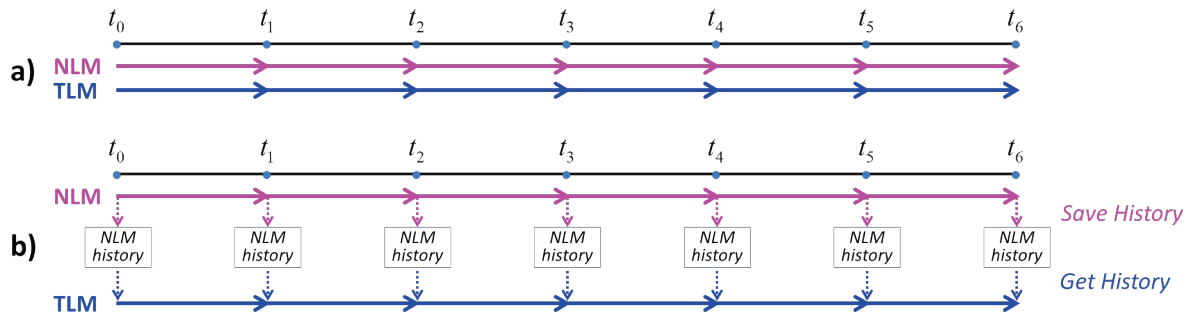 t0 t1 t2 t3 t4 t5 t6
a) NLM
TLM
t0 t1 t2 t3 t4 t5 t6
NLM
Save History
b) NLM history NLM history NLM history NLM history NLM history NLM history NLM history
Get History
TLM